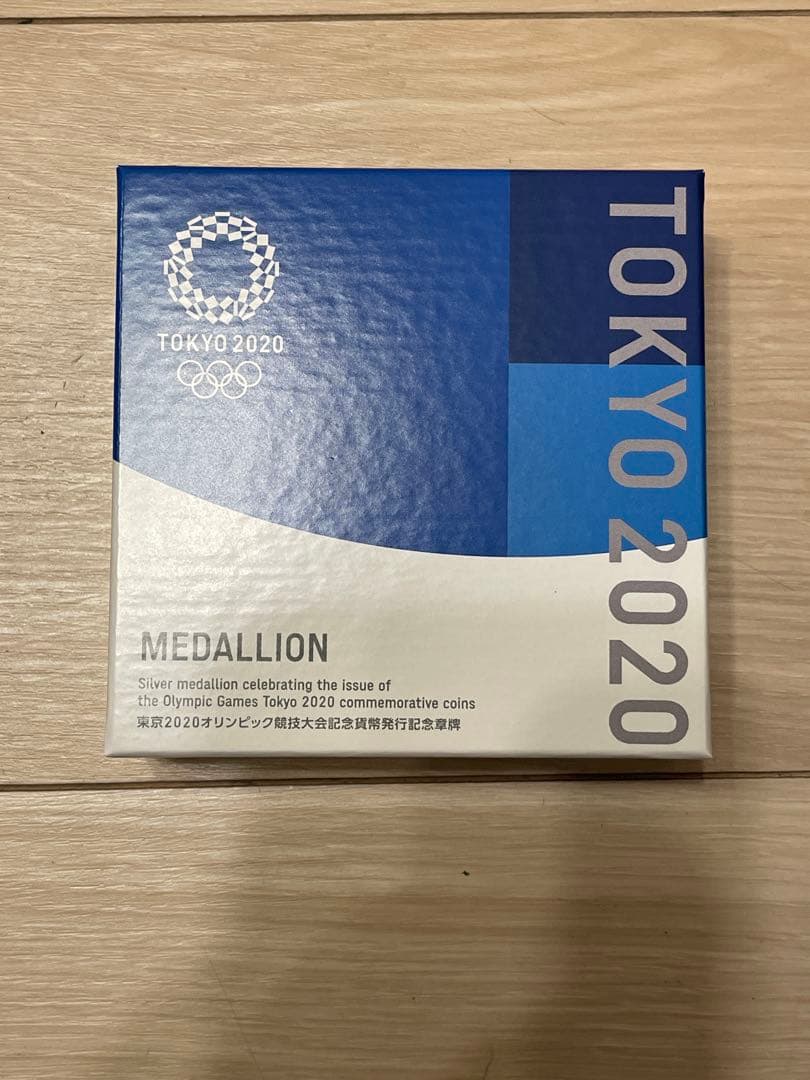 TOKYO 2020
TOKYO 2020
MEDALLION
Silver medallion celebrating the issue of
the Olympic Games Tokyo 2020 commemorative coins
東京2020オリンピック競技大会記念貨幣発行記念章牌